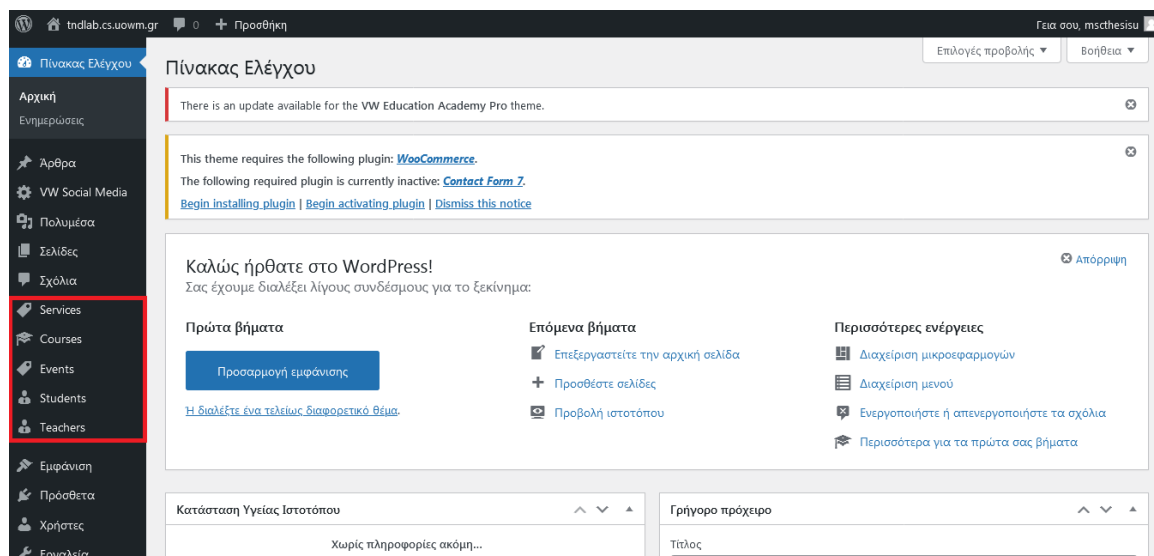 tndlab.cs.uowm.gr 0 + Προσθήκη
Γεια σου, mscthesisu
Πίνακας Ελέγχου
Αρχική
Ενημερώσεις
Άρθρα
VW Social Media
Πολυμέσα
Σελίδες
Σχόλια
Services
Courses
Events
Students
Teachers
Εμφάνιση
Πρόσθετα
Χρήστες
Εργαλεία
Επιλογές προβολής ▼
Βοήθεια ▼
Πίνακας Ελέγχου
There is an update available for the VW Education Academy Pro theme.
This theme requires the following plugin: WooCommerce.
The following required plugin is currently inactive: Contact Form 7.
Begin installing plugin | Begin activating plugin | Dismiss this notice
Καλώς ήρθατε στο WordPress!
Απόρριψη
Σας έχουμε διαλέξει λίγους συνδέσμους για το ξεκίνημα:
Πρώτα βήματα
Προσαρμογή εμφάνισης
Ή διαλέξτε ένα τελείως διαφορετικό θέμα.
Επόμενα βήματα
Επεξεργαστείτε την αρχική σελίδα
Προσθέστε σελίδες
Προβολή ιστοτόπου
Περισσότερες ενέργειες
Διαχείριση μικροεφαρμογών
Διαχείριση μενού
Ενεργοποιήστε ή απενεργοποιήστε τα σχόλια
Περισσότερα για τα πρώτα σας βήματα
Κατάσταση Υγείας Ιστοτόπου
Χωρίς πληροφορίες ακόμη...
Γρήγορο πρόχειρο
Τίτλος